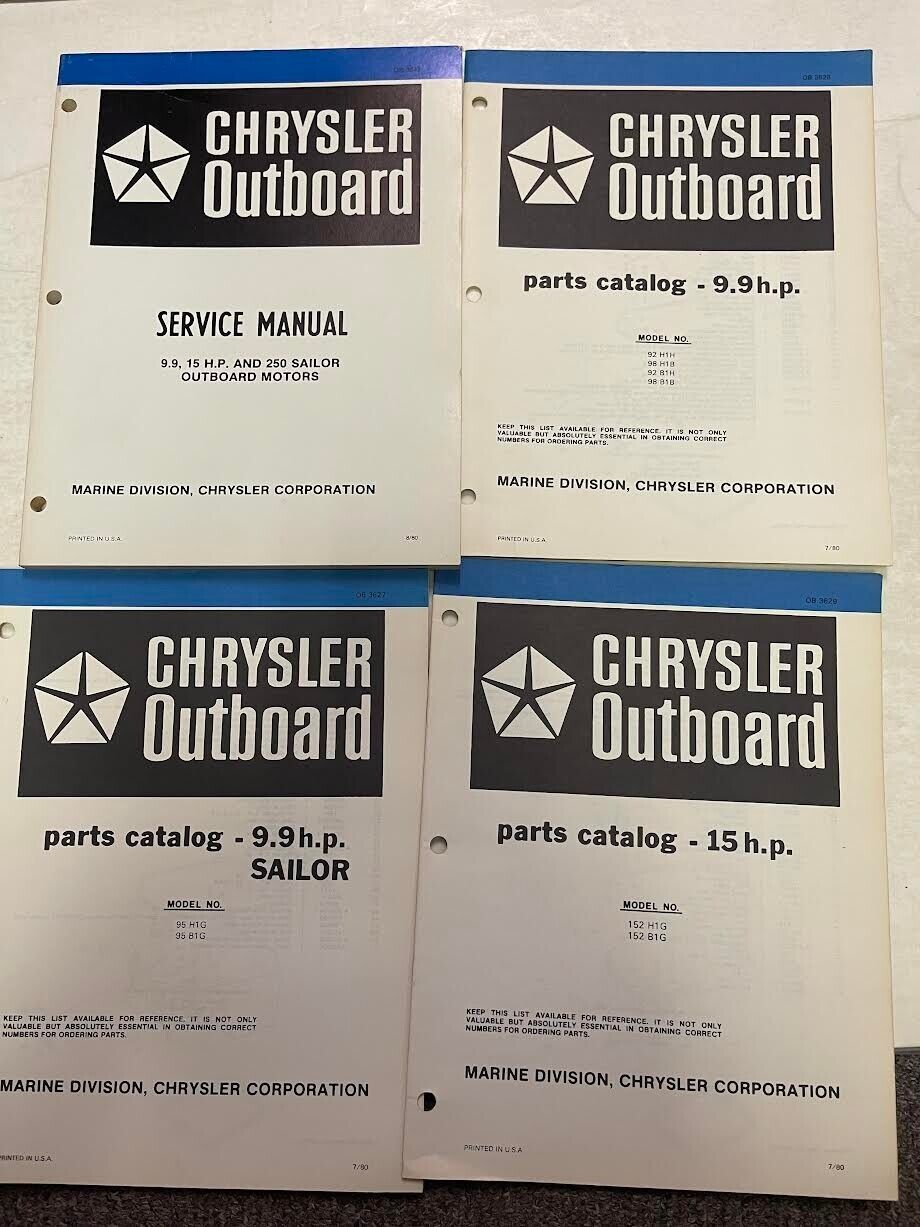 CHRYSLER
Outboard
SERVICE MANUAL
9.9, 15 H.P. AND 250 SAILOR
OUTBOARD MOTORS
MARINE DIVISION, CHRYSLER CORPORATION
PRINTED IN U.S.A.
8/80
OB 3628
CHRYSLER
Outboard
parts catalog - 9.9 h.p.
MODEL NO.
92 H1H
98 H1B
92 B1H
98 B1B
KEEP THIS LIST AVAILABLE FOR REFERENCE. IT IS NOT ONLY
VALUABLE BUT ABSOLUTELY ESSENTIAL IN OBTAINING CORRECT
NUMBERS FOR ORDERING PARTS.
MARINE DIVISION, CHRYSLER CORPORATION
PRINTED IN U.S.A.
7/80
OB 3627
CHRYSLER
Outboard
parts catalog - 9.9 h.p.
SAILOR
MODEL NO.
95 H1G
95 B1G
KEEP THIS LIST AVAILABLE FOR REFERENCE. IT IS NOT ONLY
VALUABLE BUT ABSOLUTELY ESSENTIAL IN OBTAINING CORRECT
NUMBERS FOR ORDERING PARTS.
MARINE DIVISION, CHRYSLER CORPORATION
PRINTED IN U.S.A.
7/80
OB 3629
CHRYSLER
Outboard
parts catalog - 15 h.p.
MODEL NO.
152 H1G
152 B1G
KEEP THIS LIST AVAILABLE FOR REFERENCE. IT IS NOT ONLY
VALUABLE BUT ABSOLUTELY ESSENTIAL IN OBTAINING CORRECT
NUMBERS FOR ORDERING PARTS.
MARINE DIVISION, CHRYSLER CORPORATION
PRINTED IN U.S.A
7/80